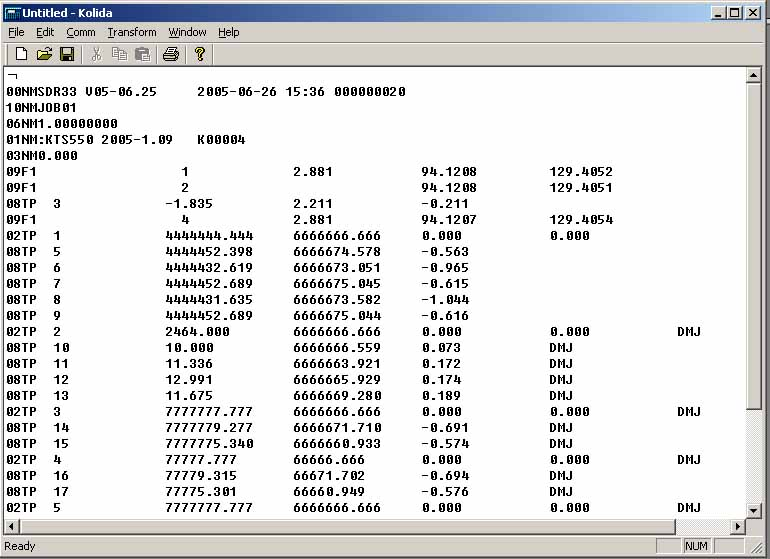 Untitled - Kolida
File Edit Comm Transform Window Help
¬
00NMSDR33 V05-06.25 2005-06-26 15:36 000000020
10NMJOB01
06NM1.00000000
01NM:KTS550 2005-1.09 K00004
03NM0.000
09F1 1 2.881 94.1208 129.4052
09F1 2 94.1208 129.4051
08TP 3 -1.835 2.211 -0.211
09F1 4 2.881 94.1207 129.4054
02TP 1 4444444.444 6666666.666 0.000 0.000
08TP 5 4444452.398 6666674.578 -0.563
08TP 6 4444432.619 6666673.051 -0.965
08TP 7 4444452.689 6666675.045 -0.615
08TP 8 4444431.635 6666673.582 -1.044
08TP 9 4444452.689 6666675.044 -0.616
02TP 2 2464.000 6666666.666 0.000 0.000 DMJ
08TP 10 10.000 6666666.559 0.073 DMJ
08TP 11 11.336 6666663.921 0.172 DMJ
08TP 12 12.991 6666665.929 0.174 DMJ
08TP 13 11.675 6666669.280 0.189 DMJ
02TP 3 7777777.777 6666666.666 0.000 0.000 DMJ
08TP 14 7777779.277 6666671.710 -0.691 DMJ
08TP 15 7777775.340 6666660.933 -0.574 DMJ
02TP 4 77777.777 66666.666 0.000 0.000 DMJ
08TP 16 77779.315 66671.702 -0.694 DMJ
08TP 17 77775.301 66660.949 -0.576 DMJ
02TP 5 7777777.777 6666666.666 0.000 0.000 DMJ
Ready NUM